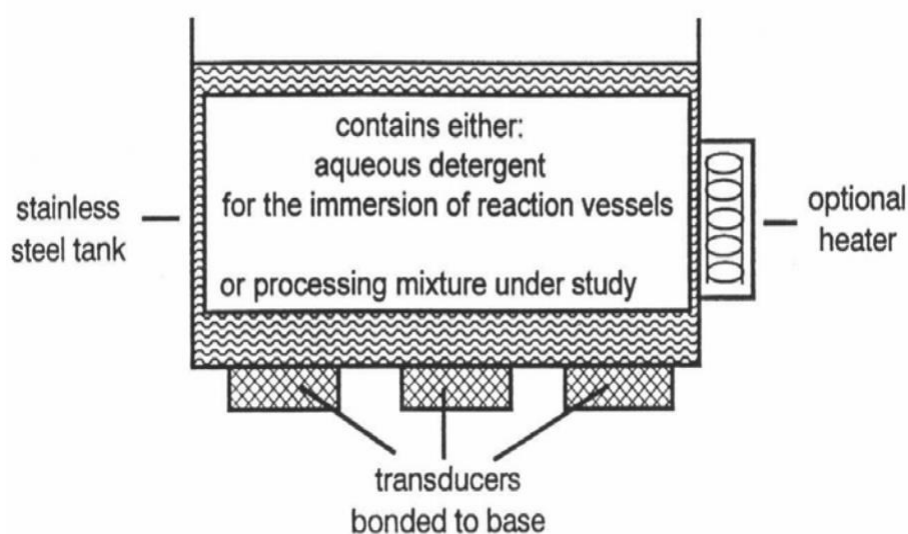 contains either:
aqueous detergent
for the immersion of reaction vessels
or processing mixture under study
stainless
steel tank
optional
heater
transducers
bonded to base